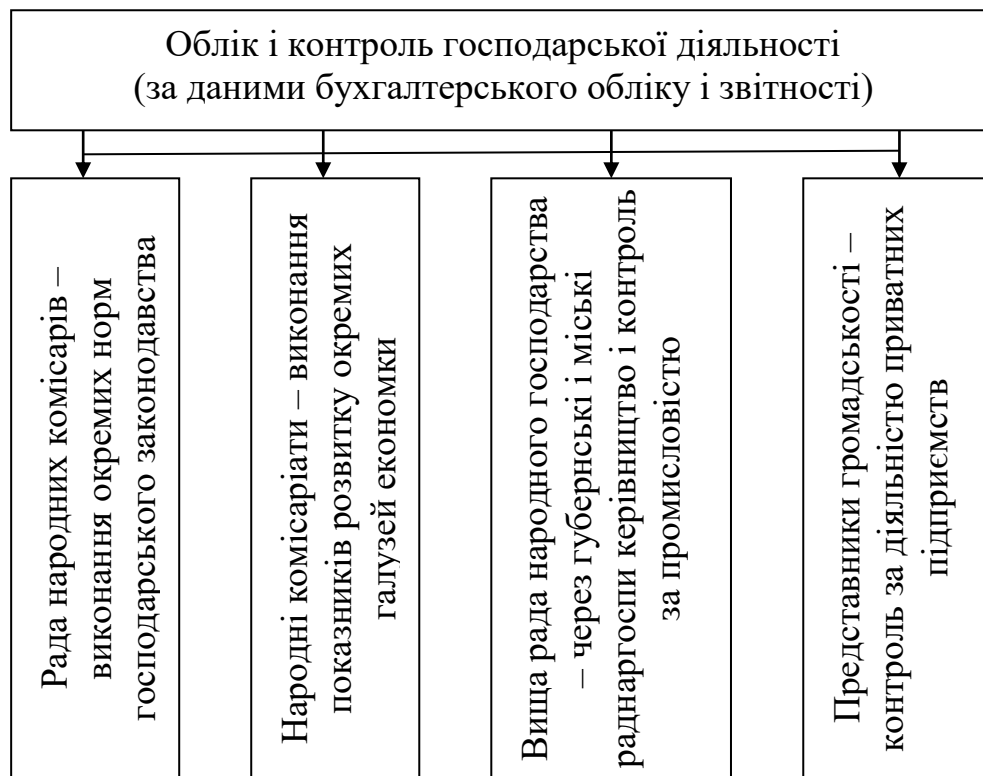 Облік і контроль господарської діяльності
(за даними бухгалтерського обліку і звітності)
Рада народних комісарів –
виконання окремих норм
господарського законодавства
Народні комісаріати – виконання
показників розвитку окремих
галузей економки
Вища рада народного господарства
– через губернські і міські
раднаргоспи керівництво і контроль
за промисловістю
Представники громадськості –
контроль за діяльністю приватних
підприємств